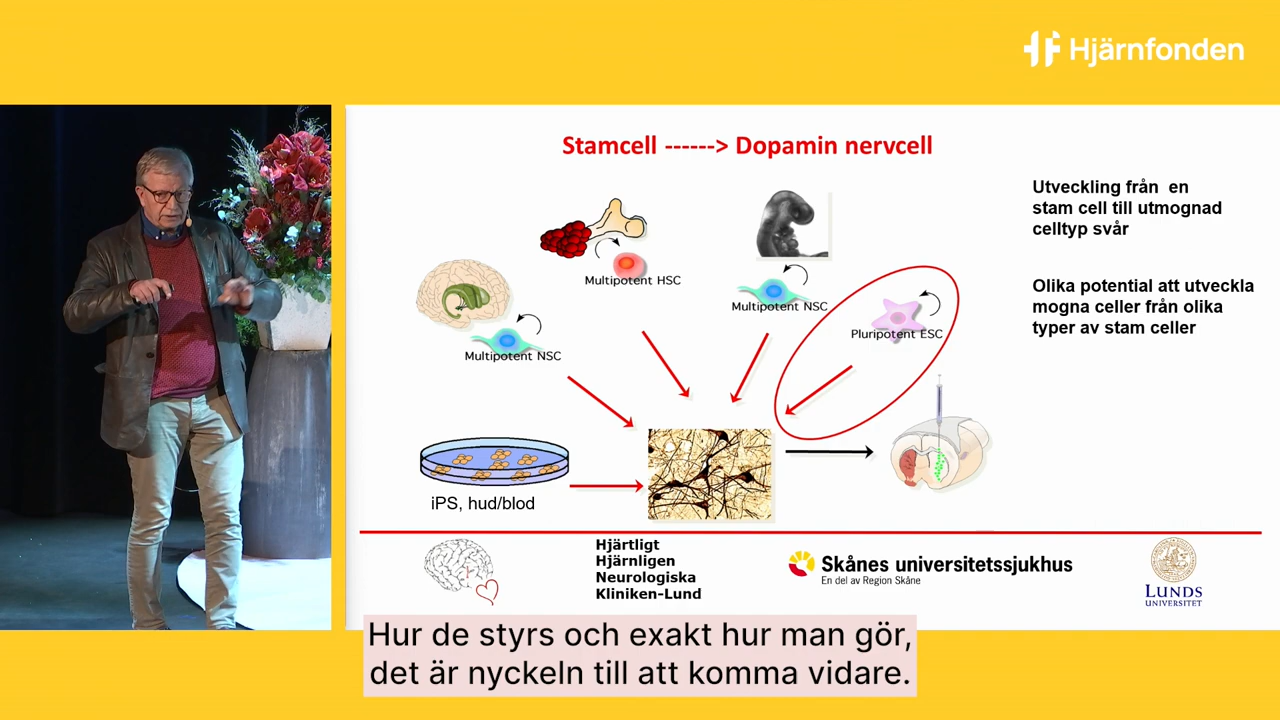 Hjärnfonden
Stamcell ------> Dopamin nervcell
Utveckling från en
stam cell till utmognad
celltyp svår
Olika potential att utveckla
mogna celler från olika
typer av stam celler
Multipotent HSC
Multipotent NSC
Pluripotent ESC
Multipotent NSC
iPS, hud/blod
Hjärtligt
Hjärnligen
Neurologiska
Kliniken-Lund
Skånes universitetssjukhus
En del av Region Skåne
LUNDS
UNIVERSITET
Hur de styrs och exakt hur man gör,
det är nyckeln till att komma vidare.